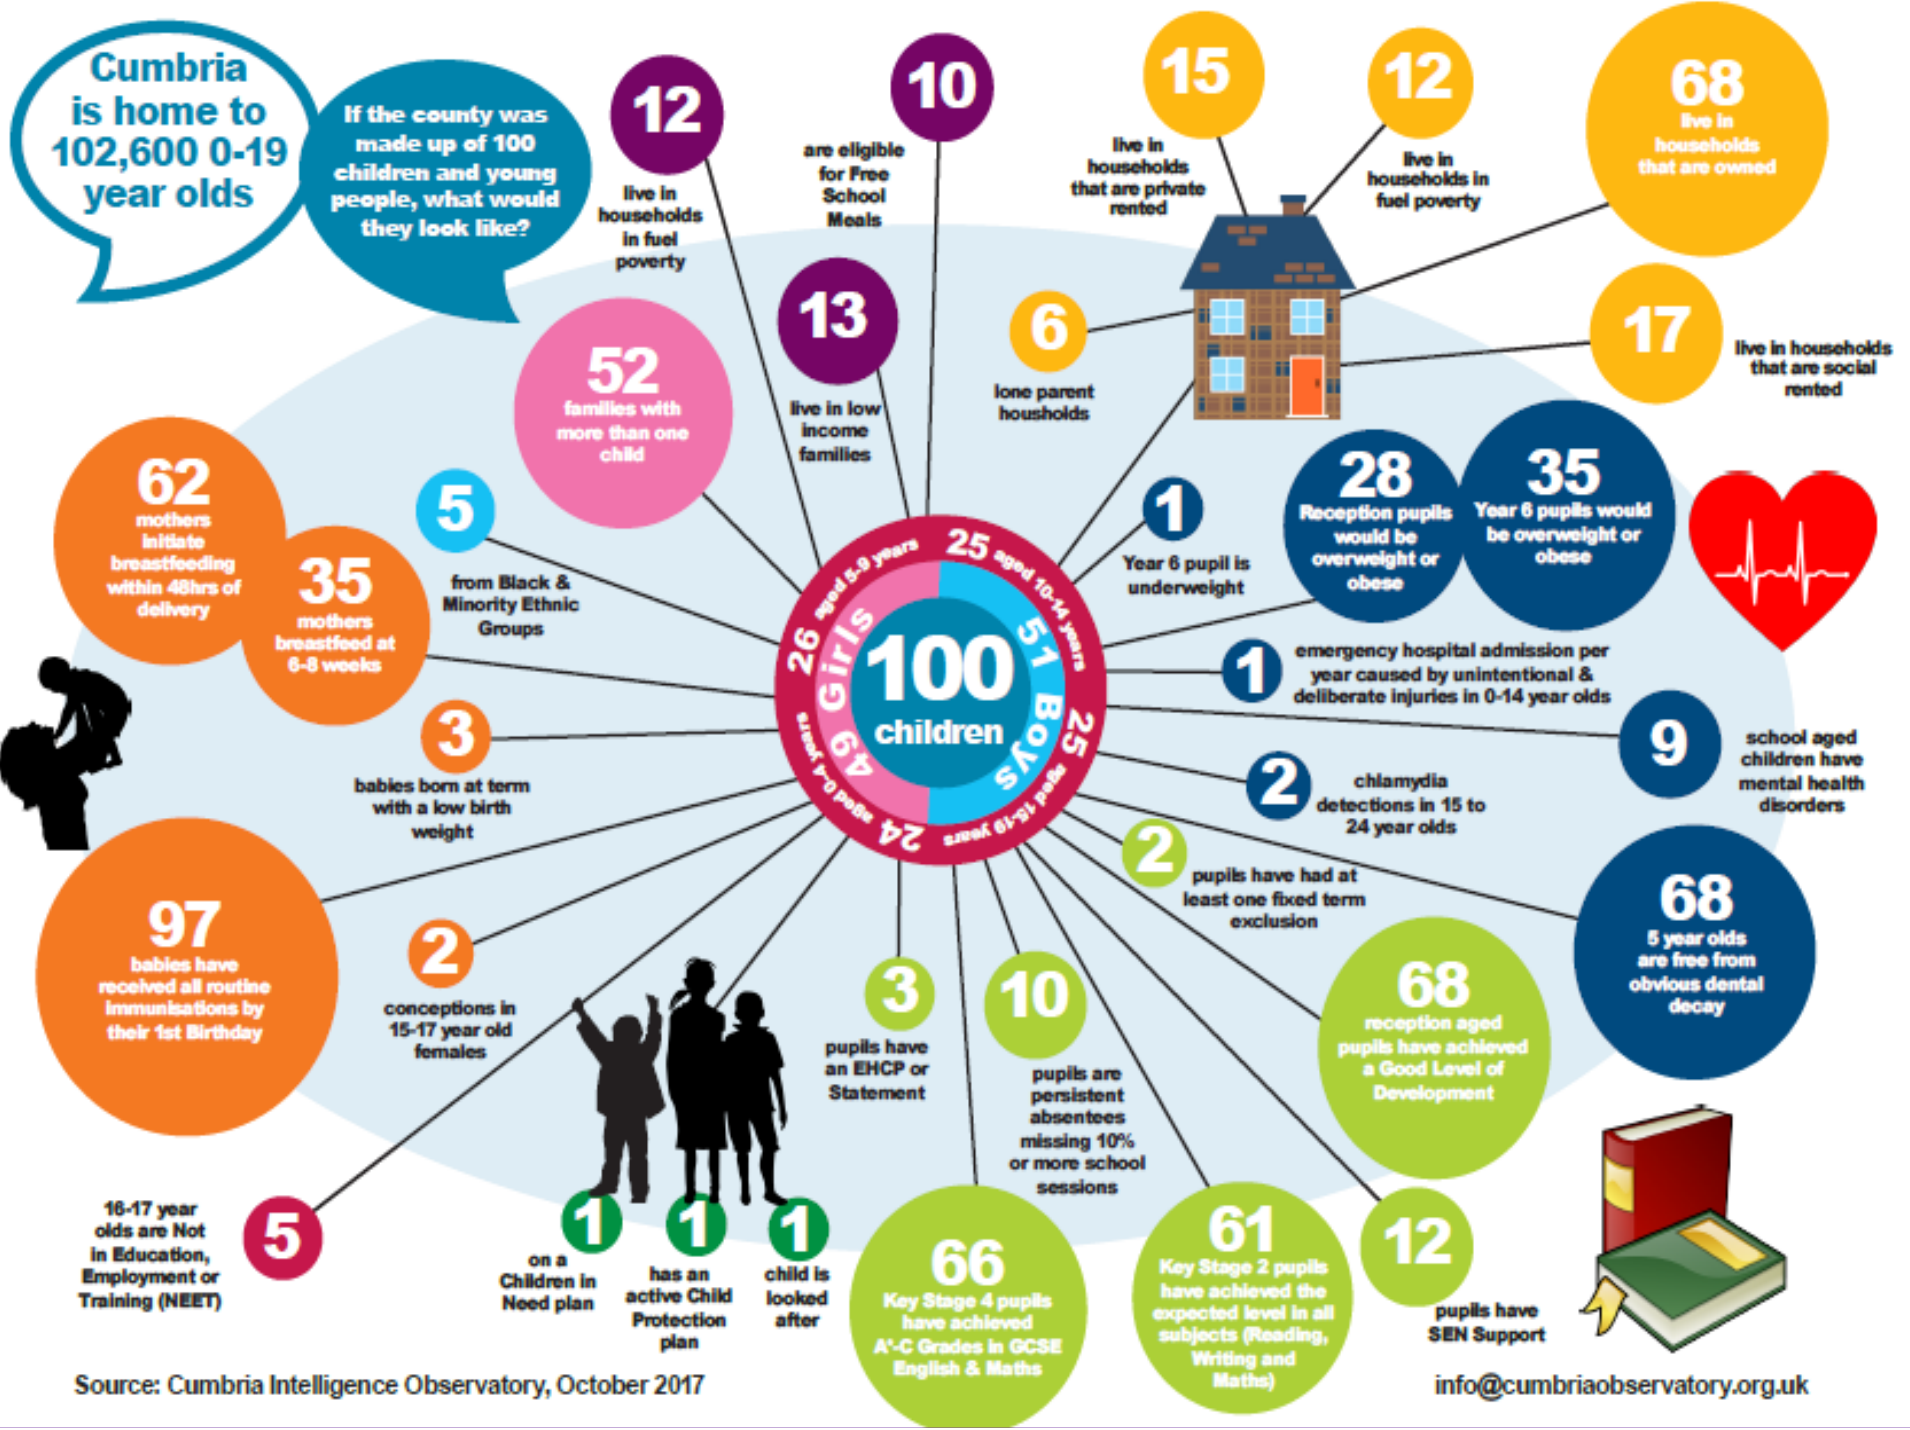 Cumbria
is home to
102,600 0-19
year olds
If the county was
made up of 100
children and young
people, what would
they look like?
12
live in
households
in fuel
poverty
10
are eligible
for Free
School
Meals
13
live in low
income
families
52
families with
more than one
child
5
from Black &
Minority Ethnic
Groups
15
live in
households
that are private
rented
12
live in
households in
fuel poverty
68
live in
households
that are owned
6
lone parent
housholds
17
live in households
that are social
rented
62
mothers
initiate
breastfeeding
within 48hrs of
delivery
35
mothers
breastfeed at
6-8 weeks
3
babies born at term
with a low birth
weight
97
babies have
received all routine
immunisations by
their 1st Birthday
2
conceptions in
15-17 year old
females
26 aged 5-9 years
25 aged 10-14 years
25 aged 15-19 years
24 aged 0-4 years
49 Girls
51 Boys
100
children
1
Year 6 pupil is
underweight
28
Reception pupils
would be
overweight or
obese
35
Year 6 pupils would
be overweight or
obese
1
emergency hospital admission per
year caused by unintentional &
deliberate injuries in 0-14 year olds
9
school aged
children have
mental health
disorders
2
chlamydia
detections in 15 to
24 year olds
68
5 year olds
are free from
obvious dental
decay
2
pupils have had at
least one fixed term
exclusion
68
reception aged
pupils have achieved
a Good Level of
Development
3
pupils have
an EHCP or
Statement
10
pupils are
persistent
absentees
missing 10%
or more school
sessions
16-17 year
olds are Not
in Education,
Employment or
Training (NEET)
5
1
on a
Children in
Need plan
1
has an
active Child
Protection
plan
1
child is
looked
after
66
Key Stage 4 pupils
have achieved
A*-C Grades in GCSE
English & Maths
61
Key Stage 2 pupils
have achieved the
expected level in all
subjects (Reading,
Writing and
Maths)
12
pupils have
SEN Support
Source: Cumbria Intelligence Observatory, October 2017
info@cumbriaobservatory.org.uk